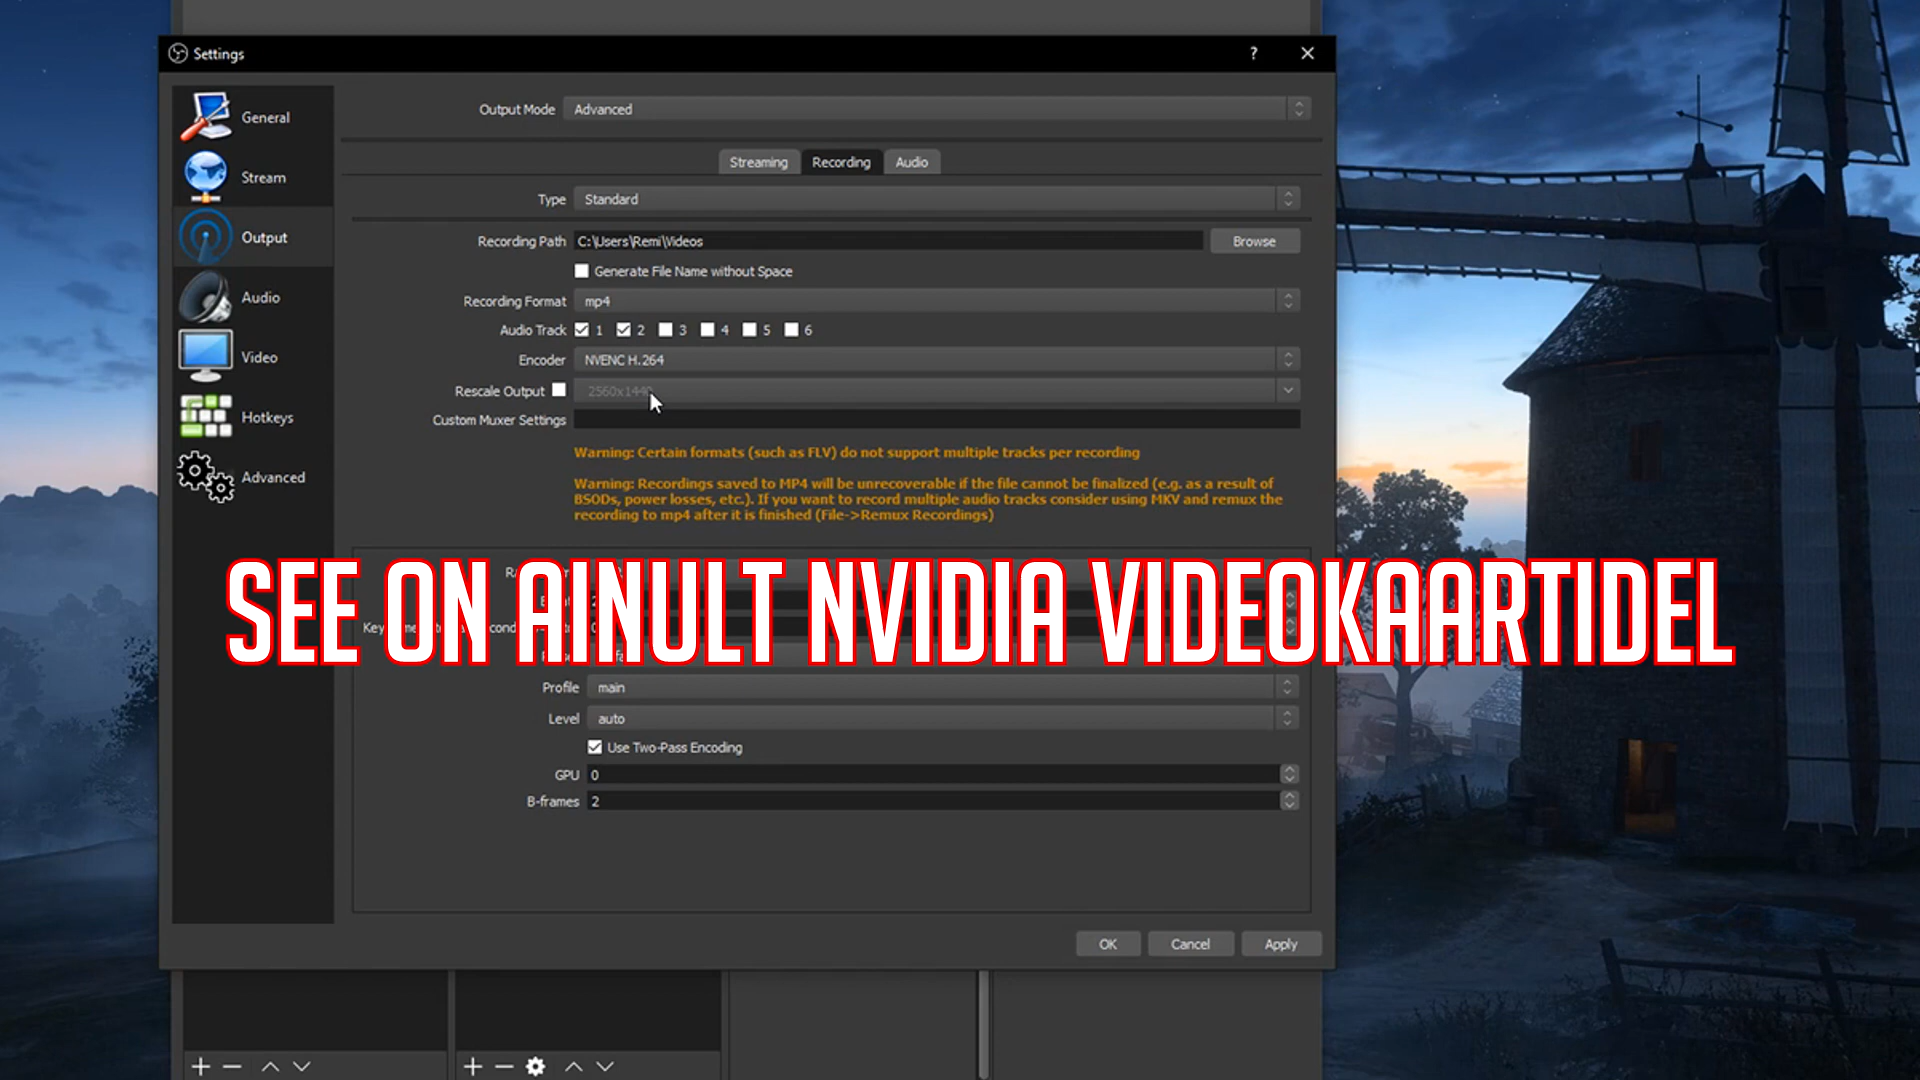 Settings
?
General
Stream
Output
Audio
Video
Hotkeys
Advanced
Output Mode Advanced
Streaming Recording Audio
Type Standard
Recording Path C:\Users\Remi\Videos Browse
Generate File Name without Space
Recording Format mp4
Audio Track 1 2 3 4 5 6
Encoder NVENC H.264
Rescale Output 2560x1440
Custom Muxer Settings
Warning: Certain formats (such as FLV) do not support multiple tracks per recording
Warning: Recordings saved to MP4 will be unrecoverable if the file cannot be finalized (e.g. as a result of
BSODs, power losses, etc.). If you want to record multiple audio tracks consider using MKV and remux the
recording to mp4 after it is finished (File->Remux Recordings)
SEE ON AINULT NVIDIA VIDEOKAARTIDEL
Profile main
Level auto
Use Two-Pass Encoding
GPU 0
B-frames 2
OK Cancel Apply